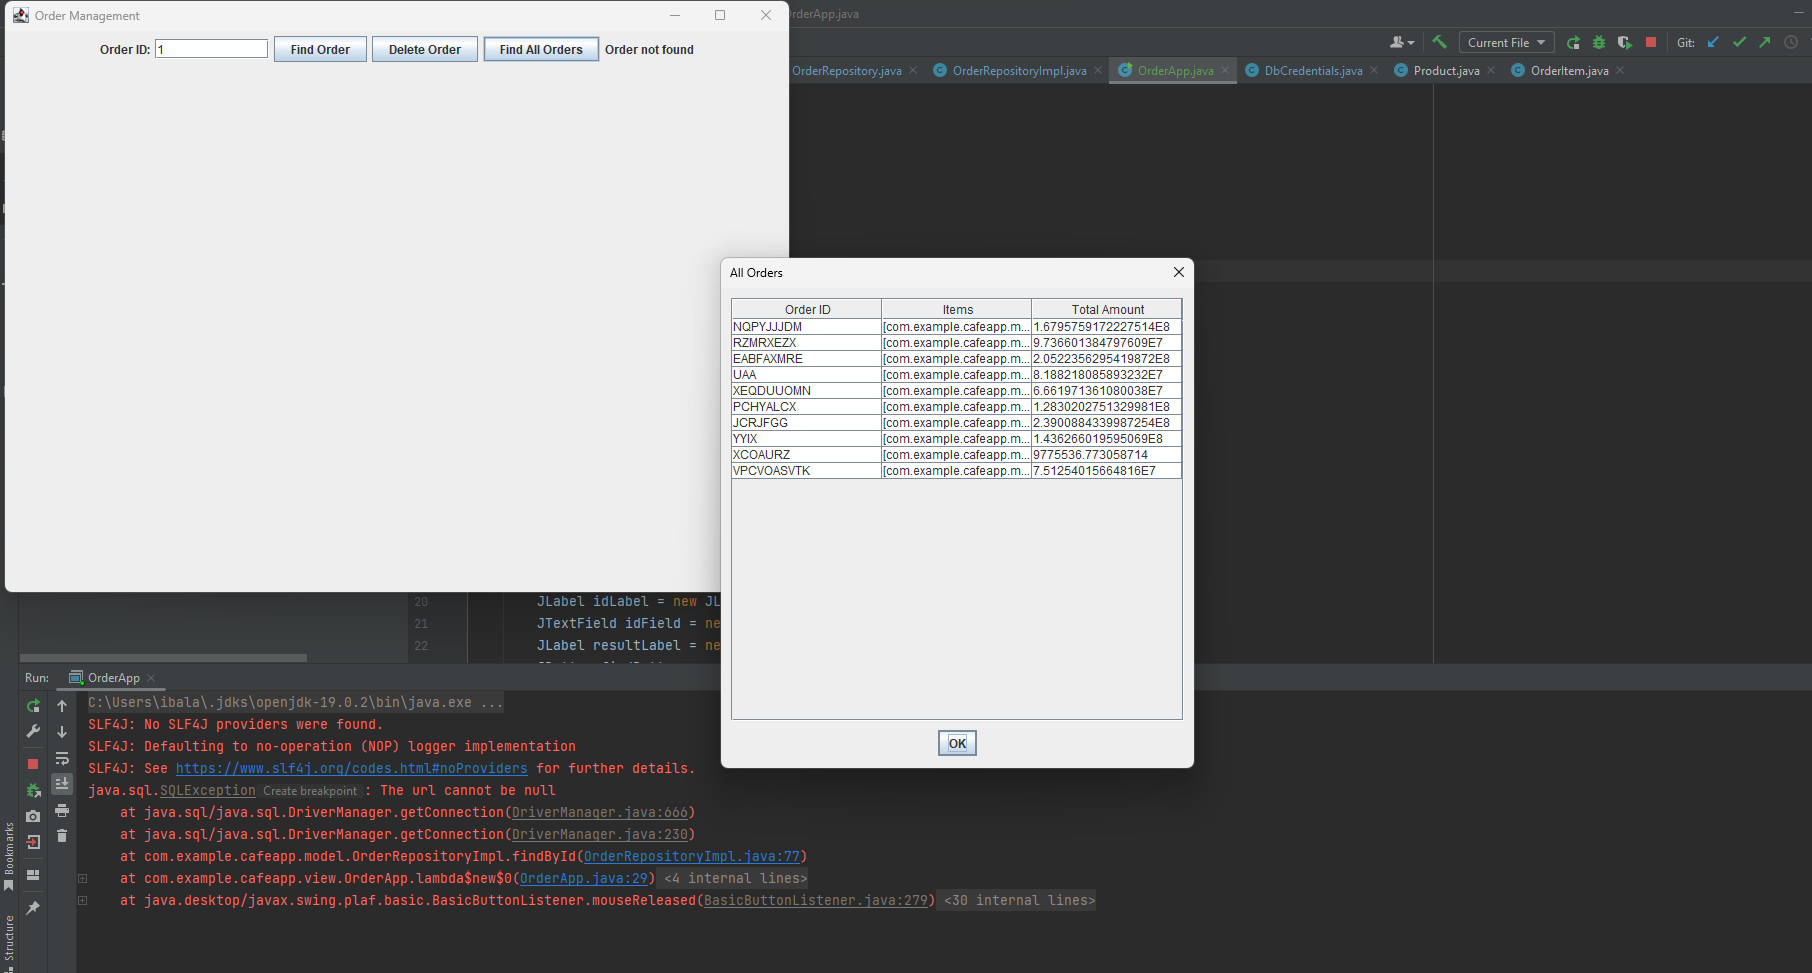 Order Management
OrderApp.java
Order ID: 1 Find Order Delete Order Find All Orders Order not found
Current File Git:
OrderRepository.java OrderRepositoryImpl.java OrderApp.java DbCredentials.java Product.java OrderItem.java
All Orders
Order ID Items Total Amount
NQPYJJJDM [com.example.cafeapp.m... 1.6795759172227514E8
RZMRXEZX [com.example.cafeapp.m... 9.736601384797609E7
EABFAXMRE [com.example.cafeapp.m... 2.0522356295419872E8
UAA [com.example.cafeapp.m... 8.188218085893232E7
XEQDUUOMN [com.example.cafeapp.m... 6.661971361080038E7
PCHYALCX [com.example.cafeapp.m... 1.2830202751329981E8
JCRJFGG [com.example.cafeapp.m... 2.3900884339987254E8
YYIX [com.example.cafeapp.m... 1.436266019595069E8
XCOAURZ [com.example.cafeapp.m... 9775536.773058714
VPCVOASVTK [com.example.cafeapp.m... 7.51254015664816E7
OK
20 JLabel idLabel = new JL
21 JTextField idField = ne
22 JLabel resultLabel = ne
Run: OrderApp
C:\Users\ibala\.jdks\openjdk-19.0.2\bin\java.exe ...
SLF4J: No SLF4J providers were found.
SLF4J: Defaulting to no-operation (NOP) logger implementation
SLF4J: See https://www.slf4j.org/codes.html#noProviders for further details.
java.sql.SQLException Create breakpoint : The url cannot be null
at java.sql/java.sql.DriverManager.getConnection(DriverManager.java:666)
at java.sql/java.sql.DriverManager.getConnection(DriverManager.java:230)
at com.example.cafeapp.model.OrderRepositoryImpl.findById(OrderRepositoryImpl.java:77)
at com.example.cafeapp.view.OrderApp.lambda$new$0(OrderApp.java:29) <4 internal lines>
at java.desktop/javax.swing.plaf.basic.BasicButtonListener.mouseReleased(BasicButtonListener.java:279) <30 internal lines>
Bookmarks
Structure